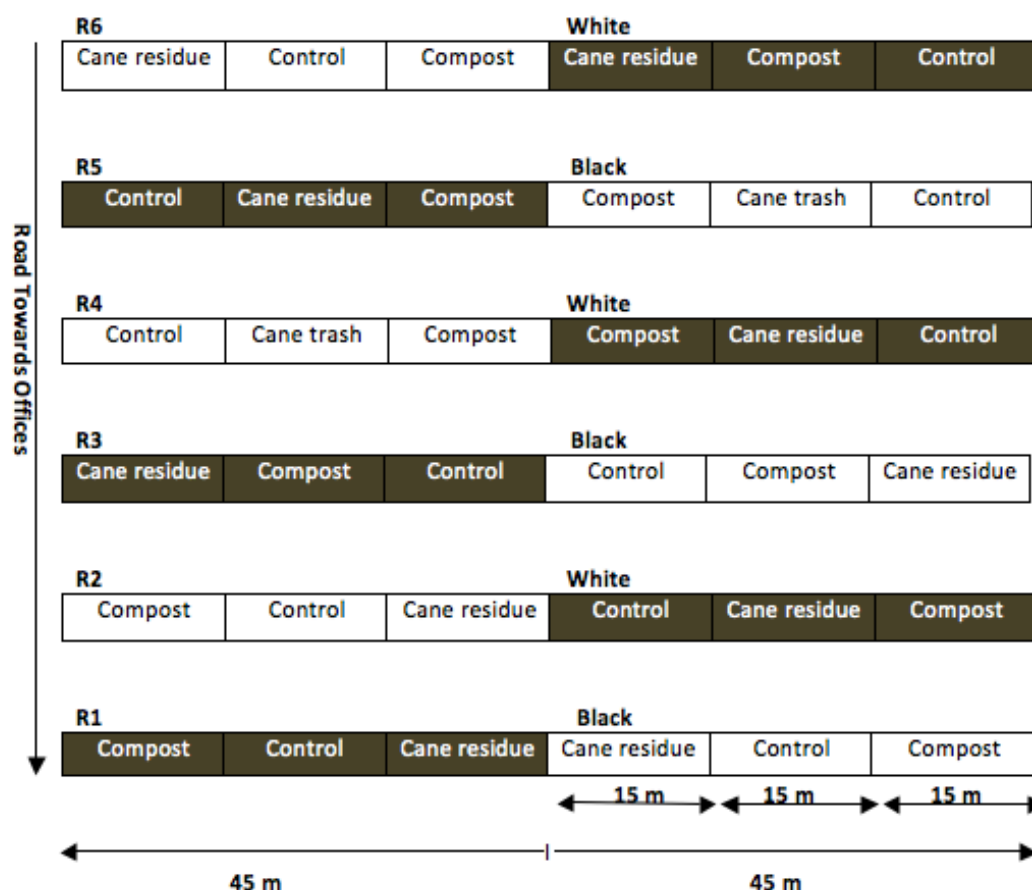 R6 White
Cane residue Control Compost Cane residue Compost Control
R5 Black
Control Cane residue Compost Compost Cane trash Control
R4 White
Control Cane trash Compost Compost Cane residue Control
R3 Black
Cane residue Compost Control Control Compost Cane residue
R2 White
Compost Control Cane residue Control Cane residue Compost
R1 Black
Compost Control Cane residue Cane residue Control Compost
15 m 15 m 15 m
45 m 45 m
Road Towards Offices